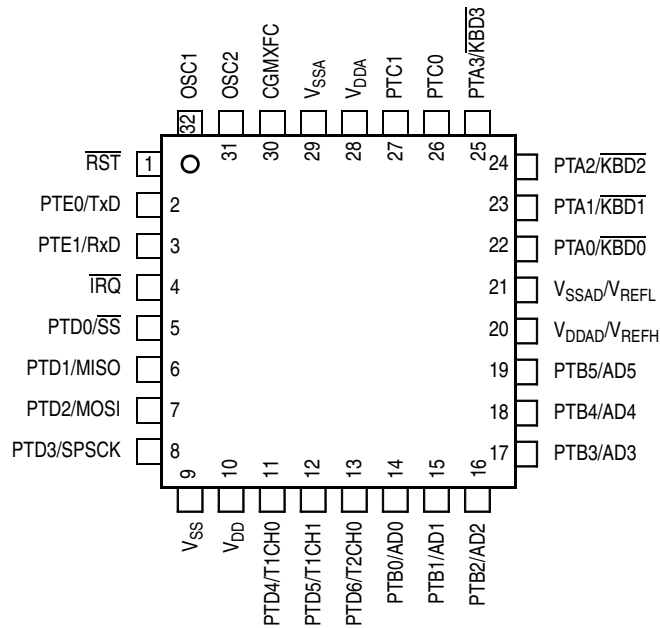 OSC1
OSC2
CGMXFC
VSSA
VDDA
PTC1
PTC0
PTA3/KBD3
32
31
30
29
28
27
26
25
RST
1
PTE0/TxD
2
PTE1/RxD
3
IRQ
4
PTD0/SS
5
PTD1/MISO
6
PTD2/MOSI
7
PTD3/SPSCK
8
24
PTA2/KBD2
23
PTA1/KBD1
22
PTA0/KBD0
21
VSSAD/VREFL
20
VDDAD/VREFH
19
PTB5/AD5
18
PTB4/AD4
17
PTB3/AD3
9
10
11
12
13
14
15
16
VSS
VDD
PTD4/T1CH0
PTD5/T1CH1
PTD6/T2CH0
PTB0/AD0
PTB1/AD1
PTB2/AD2